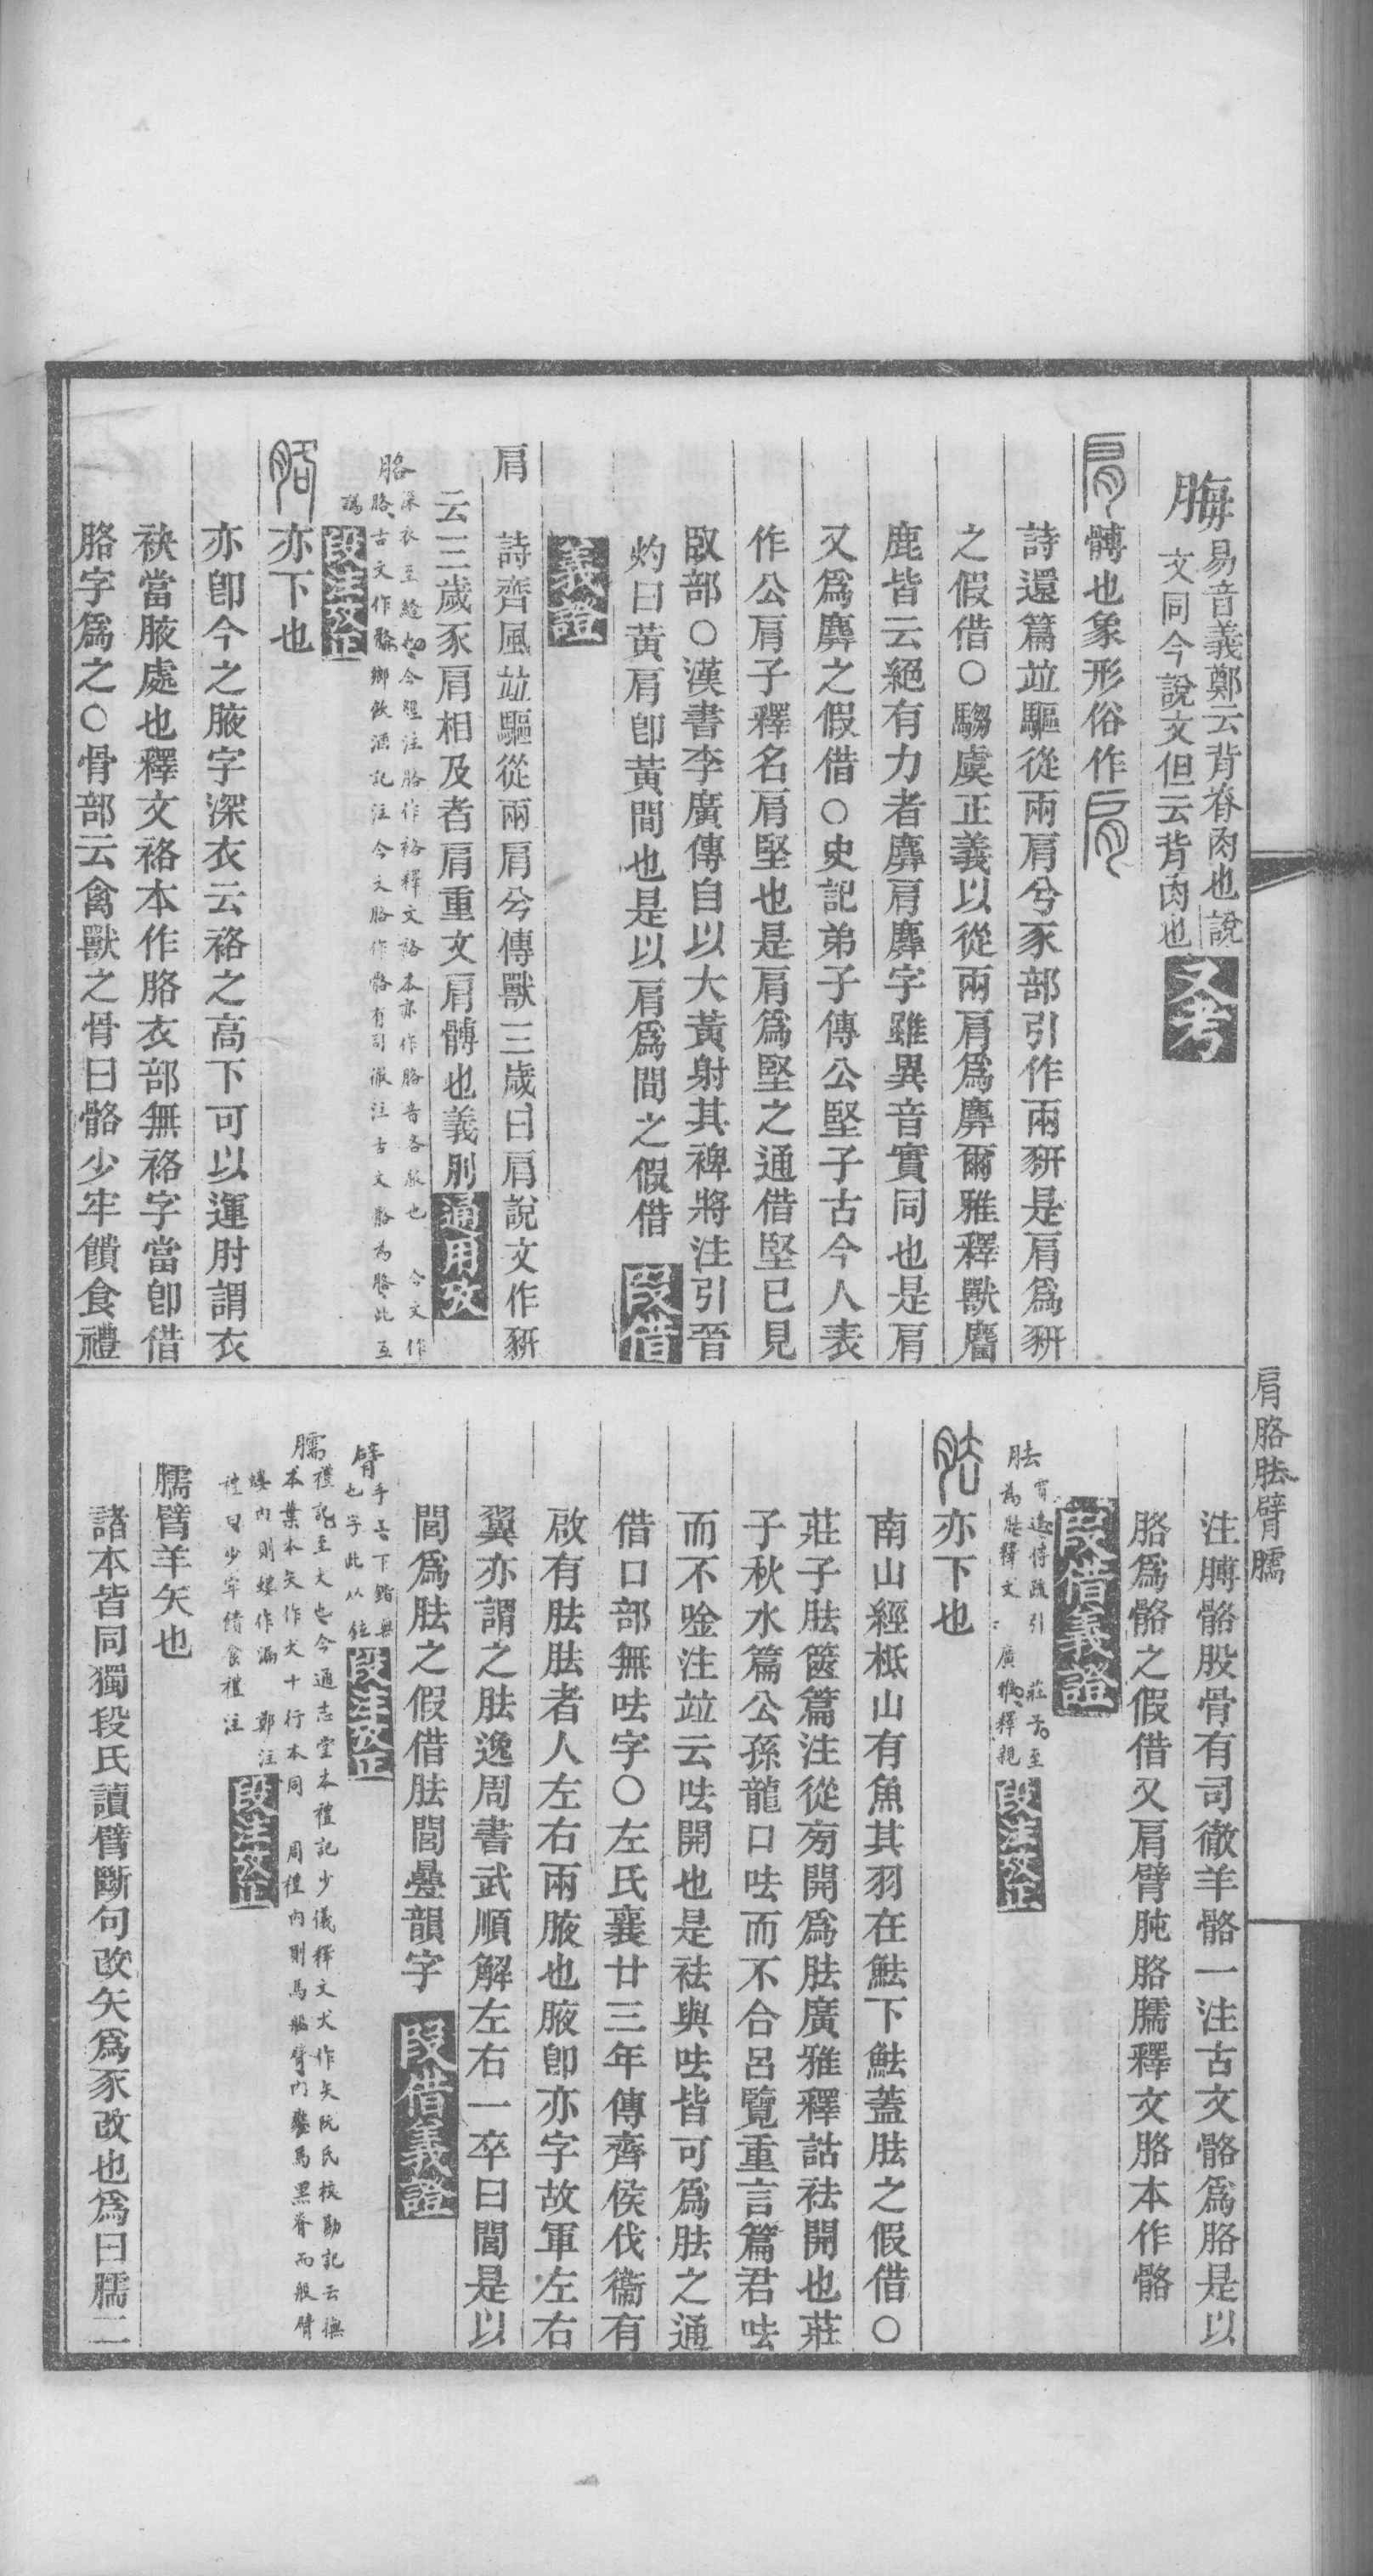 脢易音義鄭云背脊肉也說
文同今說文但云背肉也
又考
髆也象形俗作
詩還篇竝驅從兩肩兮豕部引作兩豣是肩爲豣
之假借○騶虞正義以從兩肩爲麉爾雅釋獸麕
鹿皆云絕有力者麉肩麉字雖異音實同也是肩
又爲麉之假借○史記弟子傳公堅子古今人表
作公肩子釋名肩堅也是肩爲堅之通借堅已見
臤部○漢書李廣傳自以大黃射其裨將注引晉
灼曰黃肩卽黃間也是以肩爲間之假借 段借
義證
肩 詩齊風竝驅從兩肩兮傳獸三歲曰肩說文作豣
云三歲豕肩相及者肩重文肩髆也義別 通用攷
胳 深衣至縫也今禮注胳作袼釋文袼本亦作胳音各腋也 今文作
胳古文作骼鄉飲酒記注今文胳作骼有司徹注古文骼爲胳此互
譌 段注攷正
亦下也
亦卽今之腋字深衣云袼之高下可以運肘謂衣
袂當腋處也釋文袼本作胳衣部無袼字當卽借
胳字爲之○骨部云禽獸之骨曰骼少牢饋食禮
肩胳胠臂臑
注膊骼股骨有司徹羊骼一注古文骼爲胳是以
胳爲骼之假借又肩臂肫胳臑釋文胳本作骼
段借義證
胠 莊子至
爲胠釋文 廣雅釋親
段注攷正
亦下也
南山經柢山有魚其羽在魼下魼蓋胠之假借○
莊子胠篋篇注從旁開爲胠廣雅釋詁袪開也莊
子秋水篇公孫龍口呿而不合呂覽重言篇君呿
而不唫注竝云呿開也是袪與呿皆可爲胠之通
借口部無呿字○左氏襄廿三年傳齊侯伐衞有
啟有胠胠者人左右兩腋也腋卽亦字故軍左右
翼亦謂之胠逸周書武順解左右一卒曰閭是以
閭爲胠之假借胠閭疊韻字 段借義證
臂 手上下
也字此以 段注攷正
臑 禮記至文也今通志堂本禮記少儀釋文犬作矢阮氏校勘記云撫
本葉本矢作犬十行本同 周禮內則馬般臂內饔馬黑脊而般臂
螻內則螻作漏 鄭注
禮曰少牢饋食禮注 段注攷正
臑臂羊矢也
諸本皆同獨段氏讀臂斷句改矢爲豕改也爲曰臑二